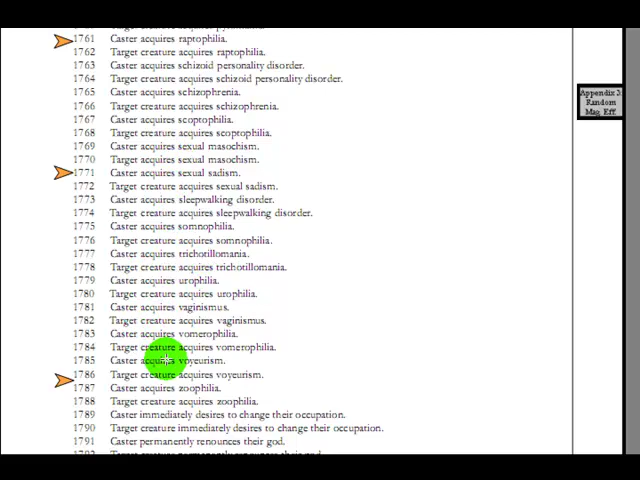 1761 Caster acquires raptophilia.
1762 Target creature acquires raptophilia.
1763 Caster acquires schizoid personality disorder.
1764 Target creature acquires schizoid personality disorder.
1765 Caster acquires schizophrenia.
1766 Target creature acquires schizophrenia.
1767 Caster acquires scoptophilia.
1768 Target creature acquires scoptophilia.
1769 Caster acquires sexual masochism.
1770 Target creature acquires sexual masochism.
1771 Caster acquires sexual sadism.
1772 Target creature acquires sexual sadism.
1773 Caster acquires sleepwalking disorder.
1774 Target creature acquires sleepwalking disorder.
1775 Caster acquires somnophilia.
1776 Target creature acquires somnophilia.
1777 Caster acquires trichotillomania.
1778 Target creature acquires trichotillomania.
1779 Caster acquires urophilia.
1780 Target creature acquires urophilia.
1781 Caster acquires vaginismus.
1782 Target creature acquires vaginismus.
1783 Caster acquires vomerophilia.
1784 Target creature acquires vomerophilia.
1785 Caster acquires voyeurism.
1786 Target creature acquires voyeurism.
1787 Caster acquires zoophilia.
1788 Target creature acquires zoophilia.
1789 Caster immediately desires to change their occupation.
1790 Target creature immediately desires to change their occupation.
1791 Caster permanently renounces their god.
Appendix 3:
Random
Mag. Eff.